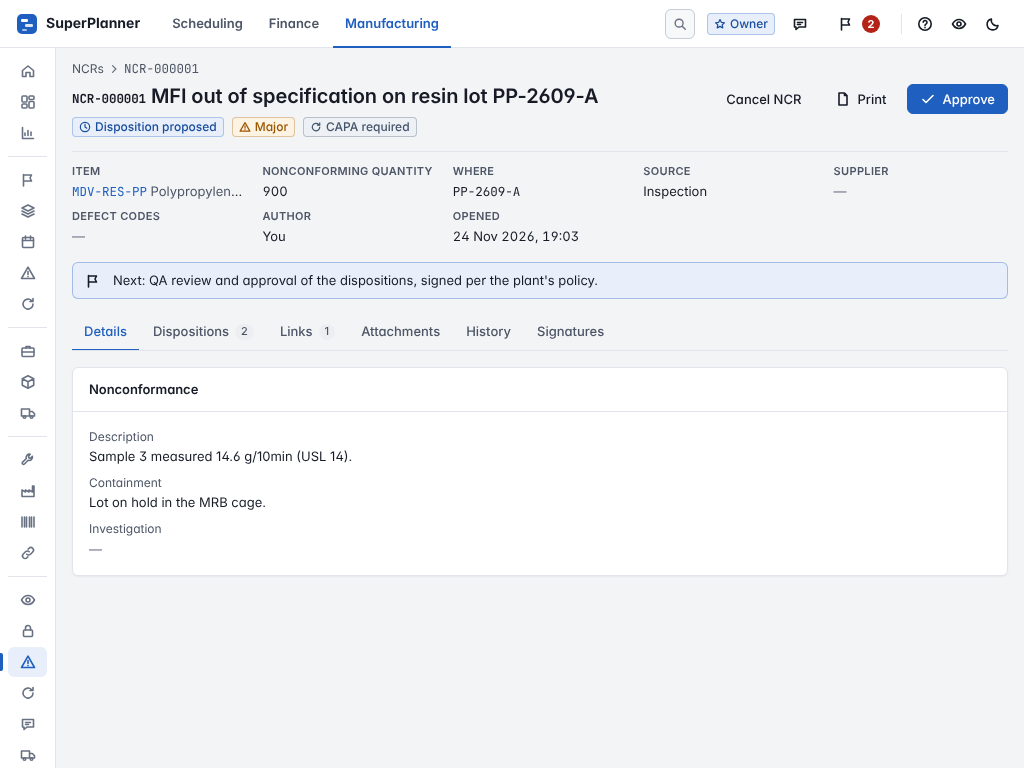 SuperPlanner Scheduling Finance Manufacturing Owner 2
NCRs NCR-000001
NCR-000001 MFI out of specification on resin lot PP-2609-A Cancel NCR Print Approve
Disposition proposed Major CAPA required
ITEM NONCONFORMING QUANTITY WHERE SOURCE SUPPLIER
MDV-RES-PP Polypropylen... 900 PP-2609-A Inspection —
DEFECT CODES AUTHOR OPENED
— You 24 Nov 2026, 19:03
Next: QA review and approval of the dispositions, signed per the plant's policy.
Details Dispositions 2 Links 1 Attachments History Signatures
Nonconformance
Description
Sample 3 measured 14.6 g/10min (USL 14).
Containment
Lot on hold in the MRB cage.
Investigation
—